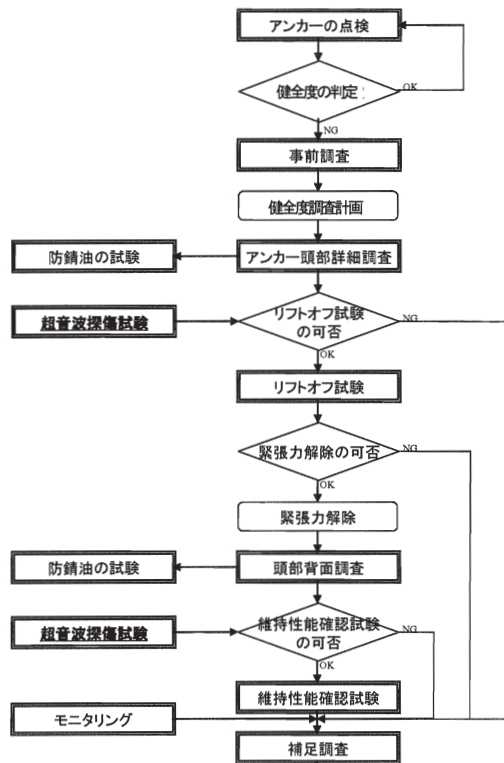 アンカーの点検
健全度の判定
OK
NG
事前調査
健全度調査計画
防錆油の試験
アンカー頭部詳細調査
超音波探傷試験
リフトオフ試験
の可否
NG
OK
リフトオフ試験
緊張力解除の可否
NG
OK
緊張力解除
防錆油の試験
頭部背面調査
超音波探傷試験
維持性能確認試験
の可否
NG
OK
維持性能確認試験
モニタリング
補足調査